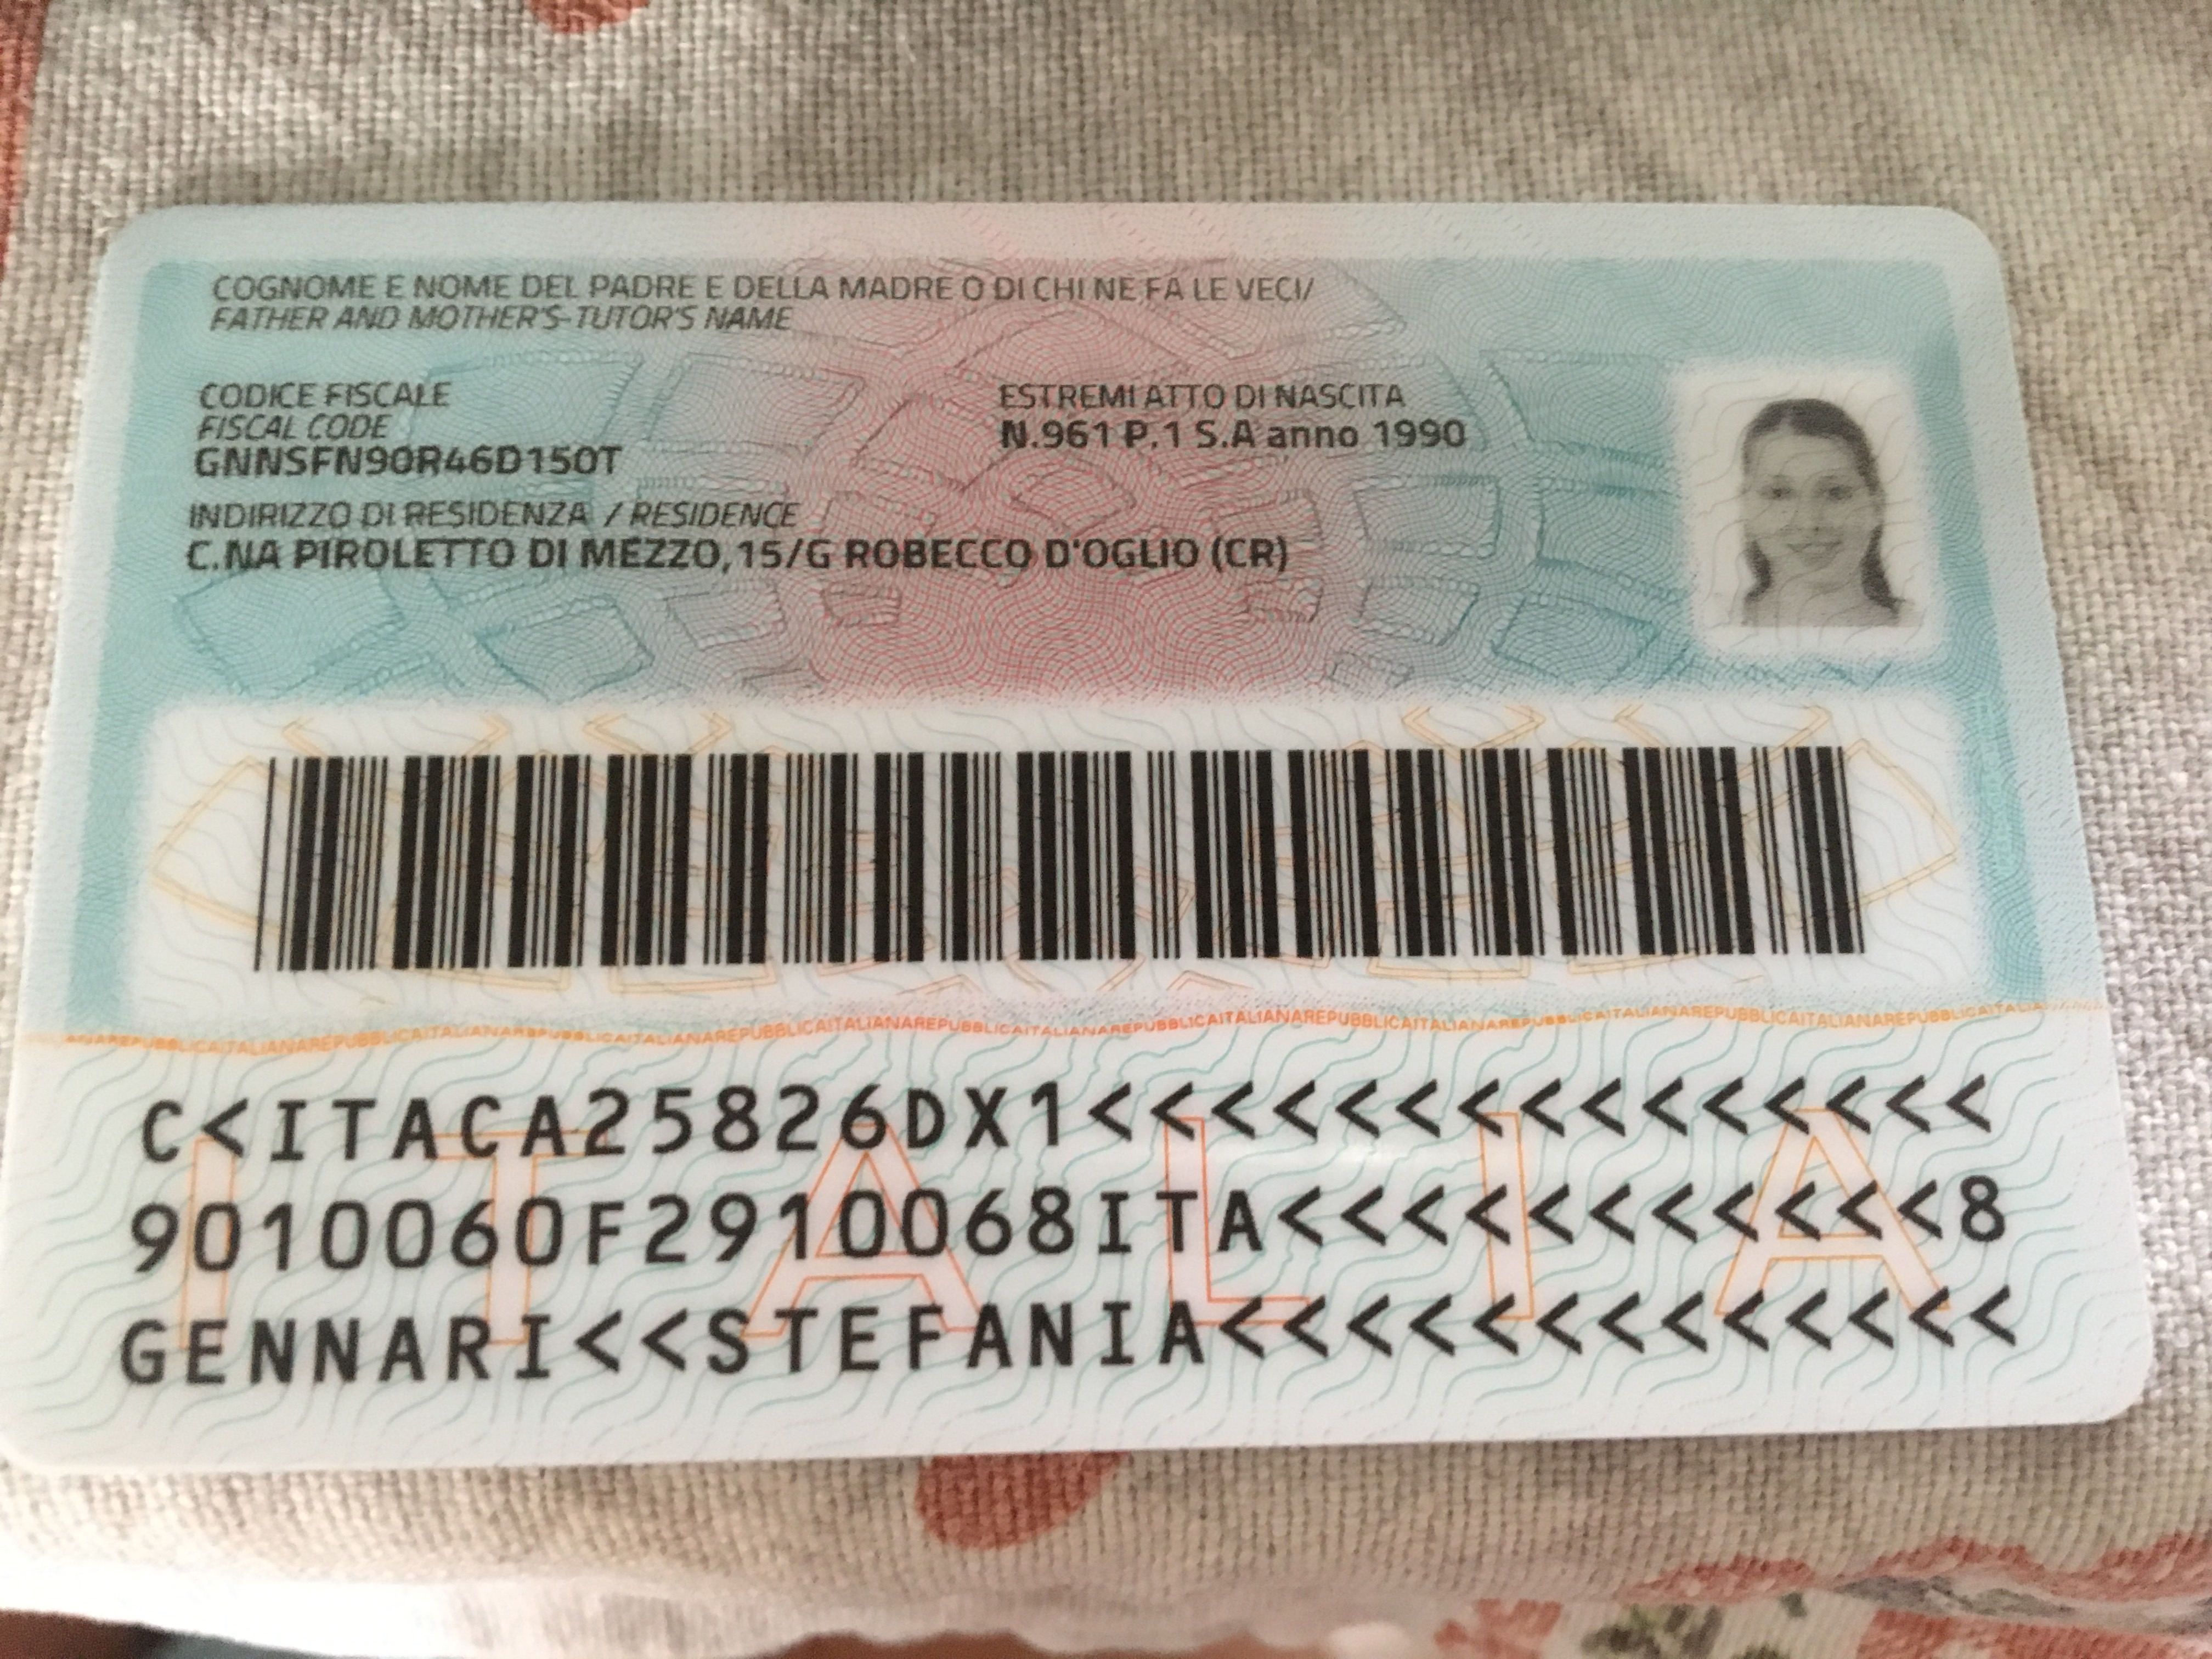 COGNOME E NOME DEL PADRE E DELLA MADRE O DI CHI NE FA LE VECI/
FATHER AND MOTHER'S-TUTOR'S NAME
CODICE FISCALE
FISCAL CODE
GNNSFN90R46D150T
ESTREMI ATTO DI NASCITA
N.961 P.1 S.A anno 1990
INDIRIZZO DI RESIDENZA / RESIDENCE
C.NA PIROLETTO DI MEZZO,15/G ROBECCO D'OGLIO (CR)
REPUBBLICAITALIANAREPUBBLICAITALIANAREPUBBLICAITALIANAREPUBBLICAITALIANAREPUBBLICAITALIANAREPUBBLICAITALIANAREPUBBLICAITALIANA
C<ITACA25826DX1<<<<<<<<<<<<<<<
9010060F2910068ITA<<<<<<<<<<<8
GENNARI<<STEFANIA<<<<<<<<<<<<<
ITALIA